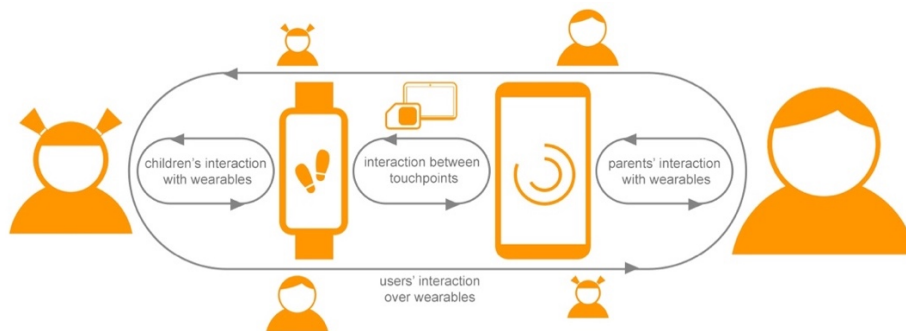 children's interaction
with wearables
interaction between
touchpoints
parents' interaction
with wearables
users' interaction
over wearables